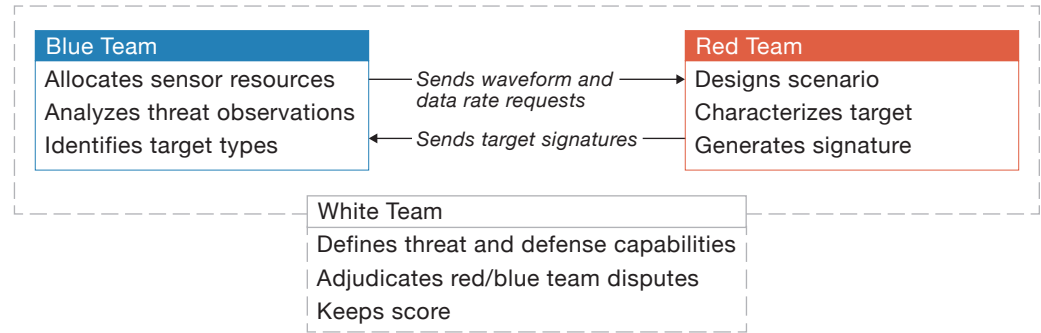 Blue Team
Allocates sensor resources
Analyzes threat observations
Identifies target types
Sends waveform and
data rate requests
Sends target signatures
Red Team
Designs scenario
Characterizes target
Generates signature
White Team
Defines threat and defense capabilities
Adjudicates red/blue team disputes
Keeps score